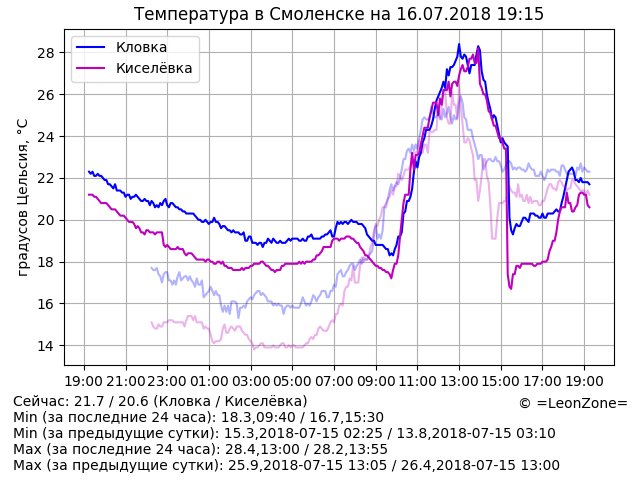 Температура в Смоленске на 16.07.2018 19:15
Кловка
Киселёвка
градусов Цельсия, °C
28
26
24
22
20
18
16
14
19:00 21:00 23:00 01:00 03:00 05:00 07:00 09:00 11:00 13:00 15:00 17:00 19:00
© =LeonZone=
Сейчас: 21.7 / 20.6 (Кловка / Киселёвка)
Min (за последние 24 часа): 18.3,09:40 / 16.7,15:30
Min (за предыдущие сутки): 15.3,2018-07-15 02:25 / 13.8,2018-07-15 03:10
Max (за последние 24 часа): 28.4,13:00 / 28.2,13:55
Max (за предыдущие сутки): 25.9,2018-07-15 13:05 / 26.4,2018-07-15 13:00